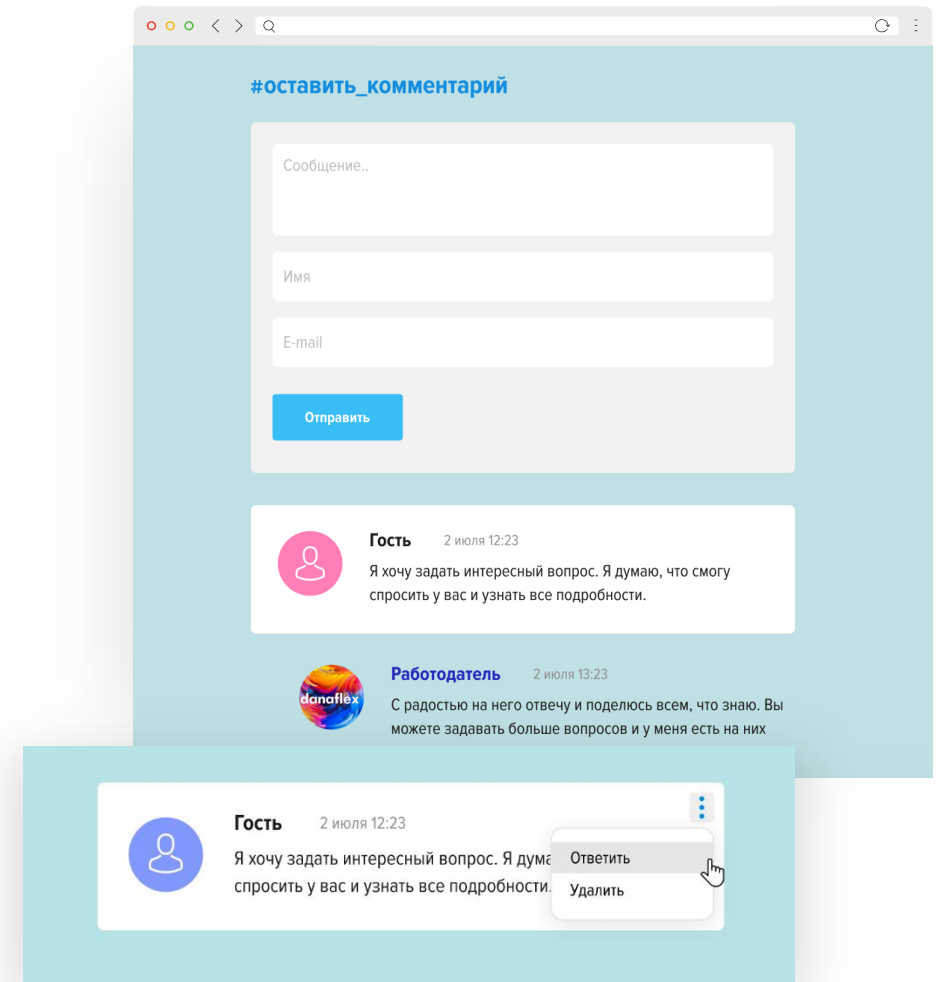 #оставить_комментарий
Сообщение..
Имя
E-mail
Отправить
Гость 2 июля 12:23
Я хочу задать интересный вопрос. Я думаю, что смогу
спросить у вас и узнать все подробности.
Работодатель 2 июля 13:23
danaflex
С радостью на него отвечу и поделюсь всем, что знаю. Вы
можете задавать больше вопросов и у меня есть на них
Гость 2 июля 12:23
Я хочу задать интересный вопрос. Я дума
спросить у вас и узнать все подробности.
Ответить
Удалить